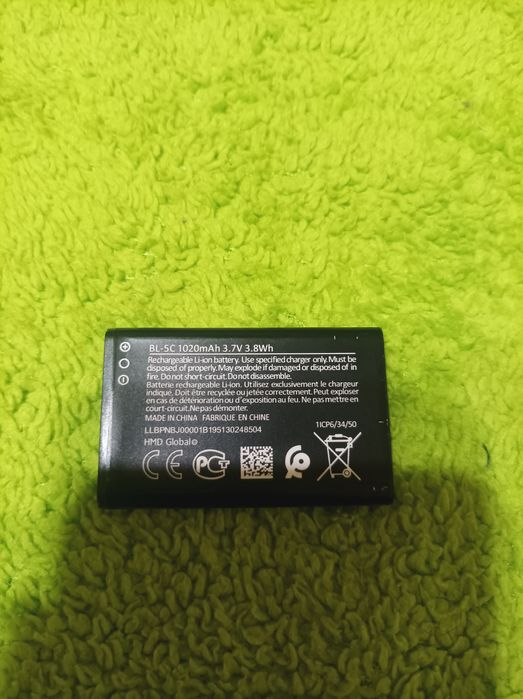 BL-5C 1020mAh 3.7V 3.8Wh
Rechargeable Li-ion battery. Use specified charger only. Must be
disposed of properly. May explode if damaged or disposed of in
fire. Do not short-circuit. Do not disassemble.
Batterie rechargeable Li-ion. Utilisez exclusivement le chargeur
indiqué. Doit être recyclée ou jetée correctement. Peut exploser
en cas de détérioration ou d'exposition au feu. Ne pas mettre en
court-circuit. Ne pas démonter.
MADE IN CHINA FABRIQUE EN CHINE
LLBPNBJ00001B195130248504
1ICP6/34/50
HMD Global
CE